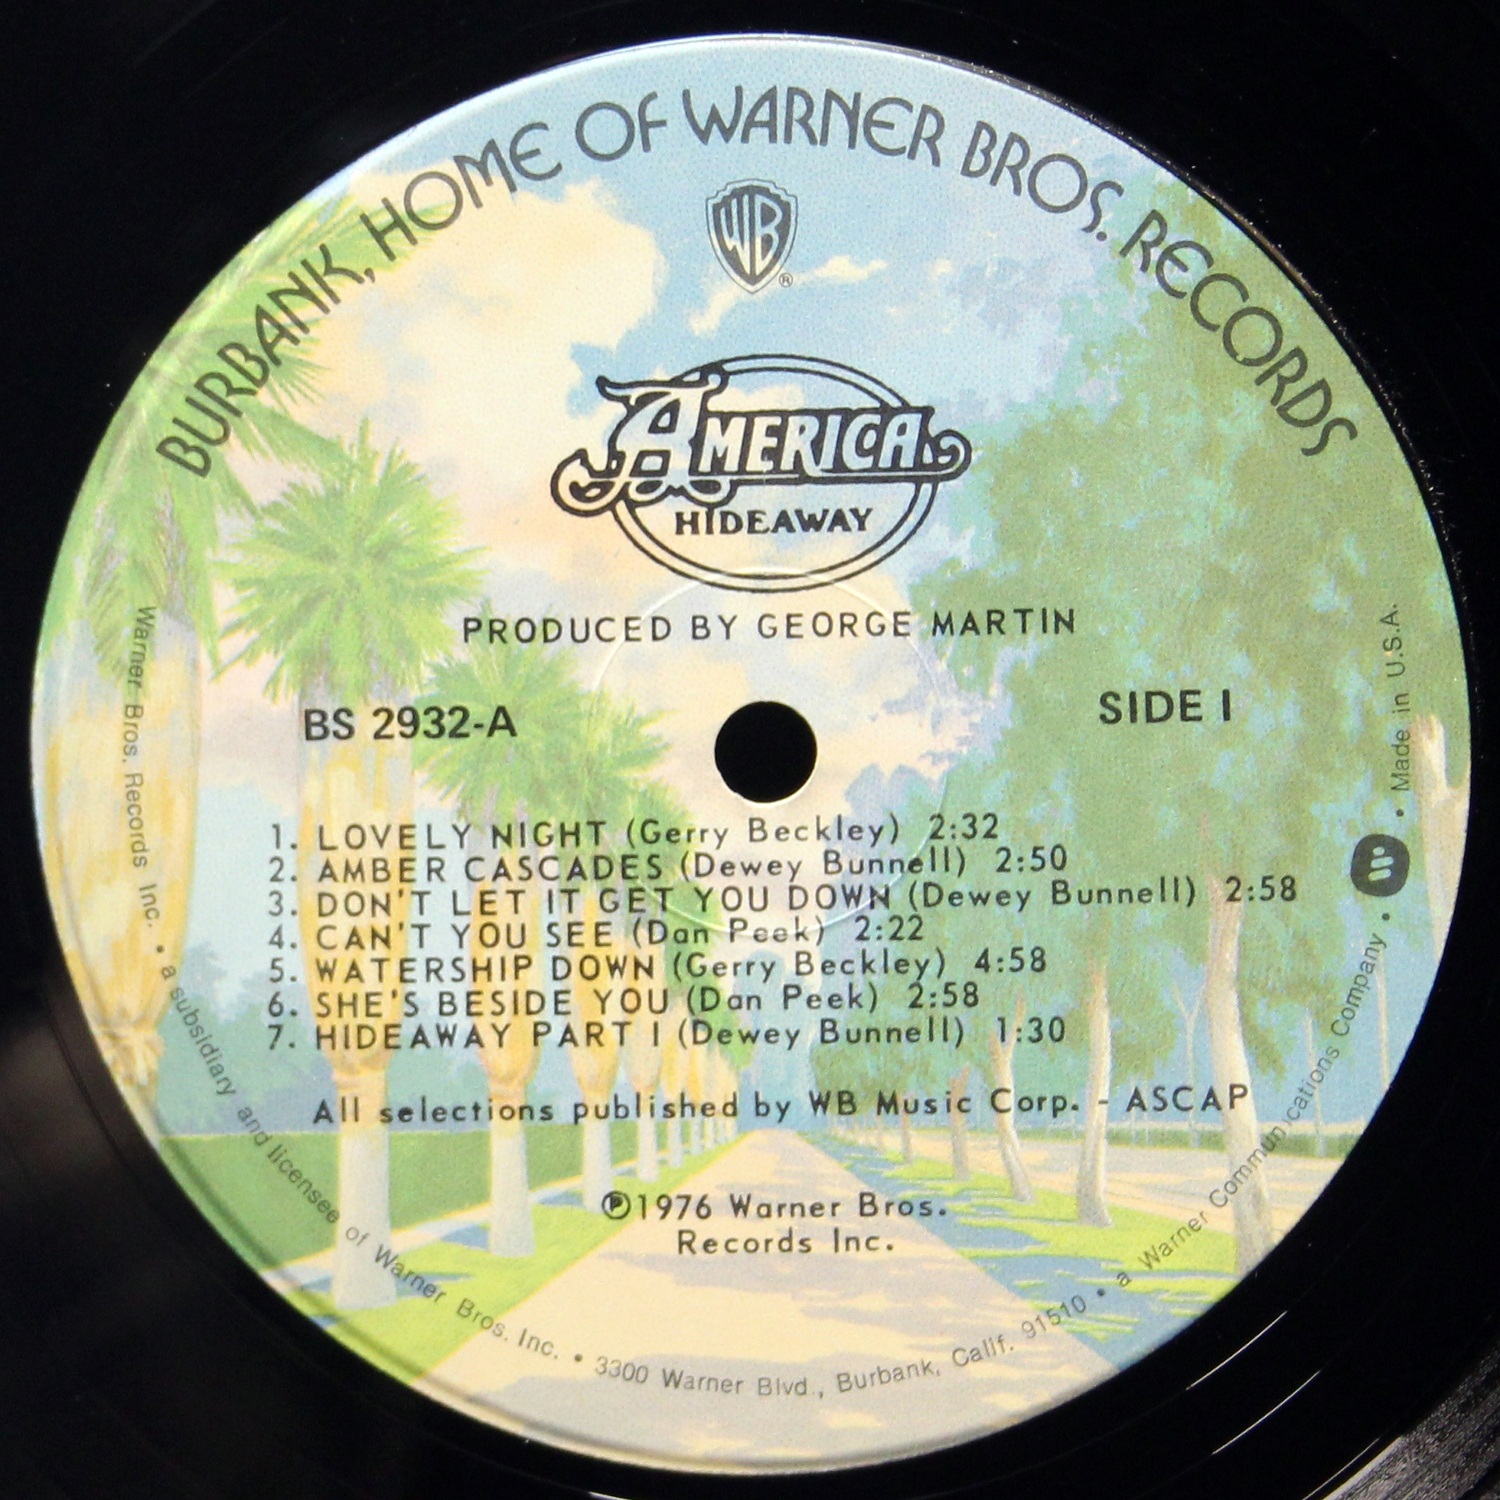 BURBANK, HOME OF WARNER BROS. RECORDS
WB
®
AMERICA
HIDEAWAY
PRODUCED BY GEORGE MARTIN
BS 2932-A
SIDE 1
1. LOVELY NIGHT (Gerry Beckley) 2:32
2. AMBER CASCADES (Dewey Bunnell) 2:50
3. DON'T LET IT GET YOU DOWN (Dewey Bunnell) 2:58
4. CAN'T YOU SEE (Dan Peek) 2:22
5. WATERSHIP DOWN (Gerry Beckley) 4:58
6. SHE'S BESIDE YOU (Dan Peek) 2:58
7. HIDEAWAY PART I (Dewey Bunnell) 1:30
All selections published by WB Music Corp. - ASCAP
℗1976 Warner Bros.
Records Inc.
Warner Bros. Records Inc. • a subsidiary and licensee of Warner Bros. Inc. • 3300 Warner Blvd., Burbank, Calif. 91510 • a Warner Communications Company • • Made in U.S.A.